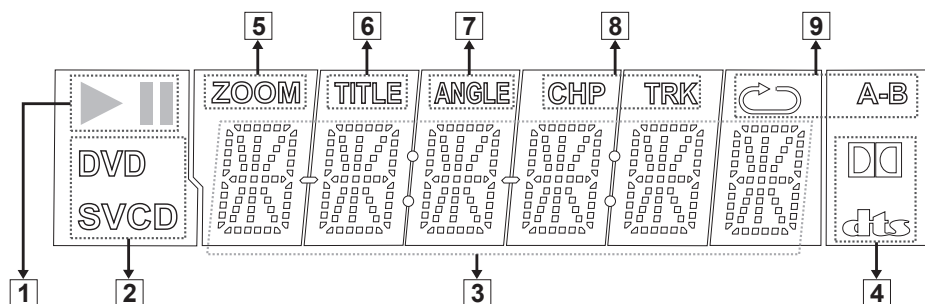 5 6 7 8 9
ZOOM TITLE ANGLE CHP TRK A-B
DVD
SVCD
dts
1 2 3 4